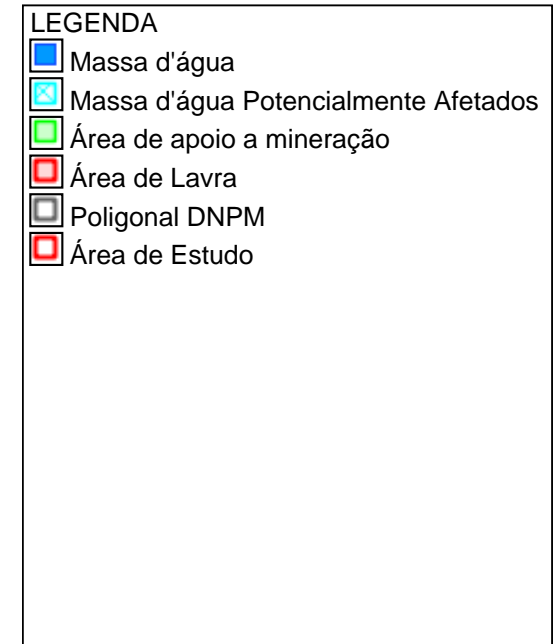 LEGENDA
Massa d'água
Massa d'água Potencialmente Afetados
Área de apoio a mineração
Área de Lavra
Poligonal DNPM
Área de Estudo